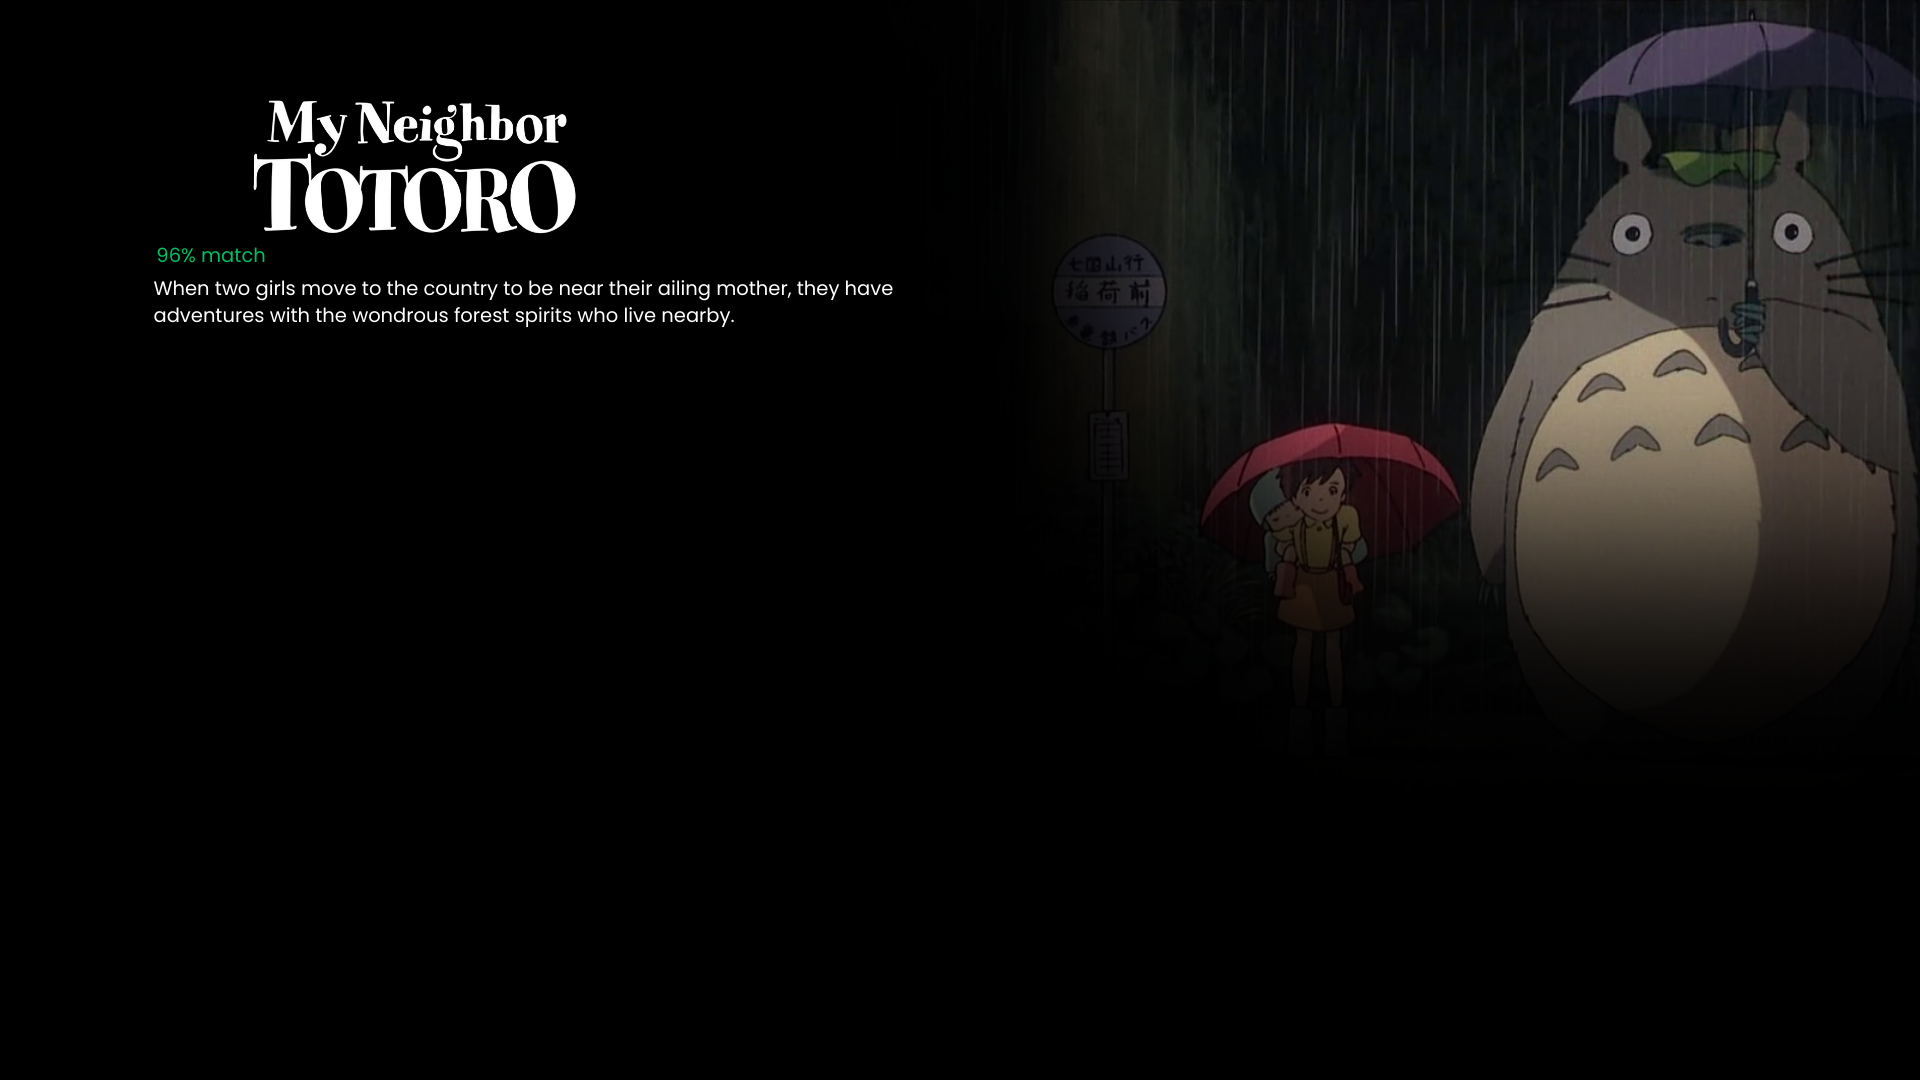 My Neighbor
TOTORO
96% match
When two girls move to the country to be near their ailing mother, they have
adventures with the wondrous forest spirits who live nearby.
七国山行
稲荷前